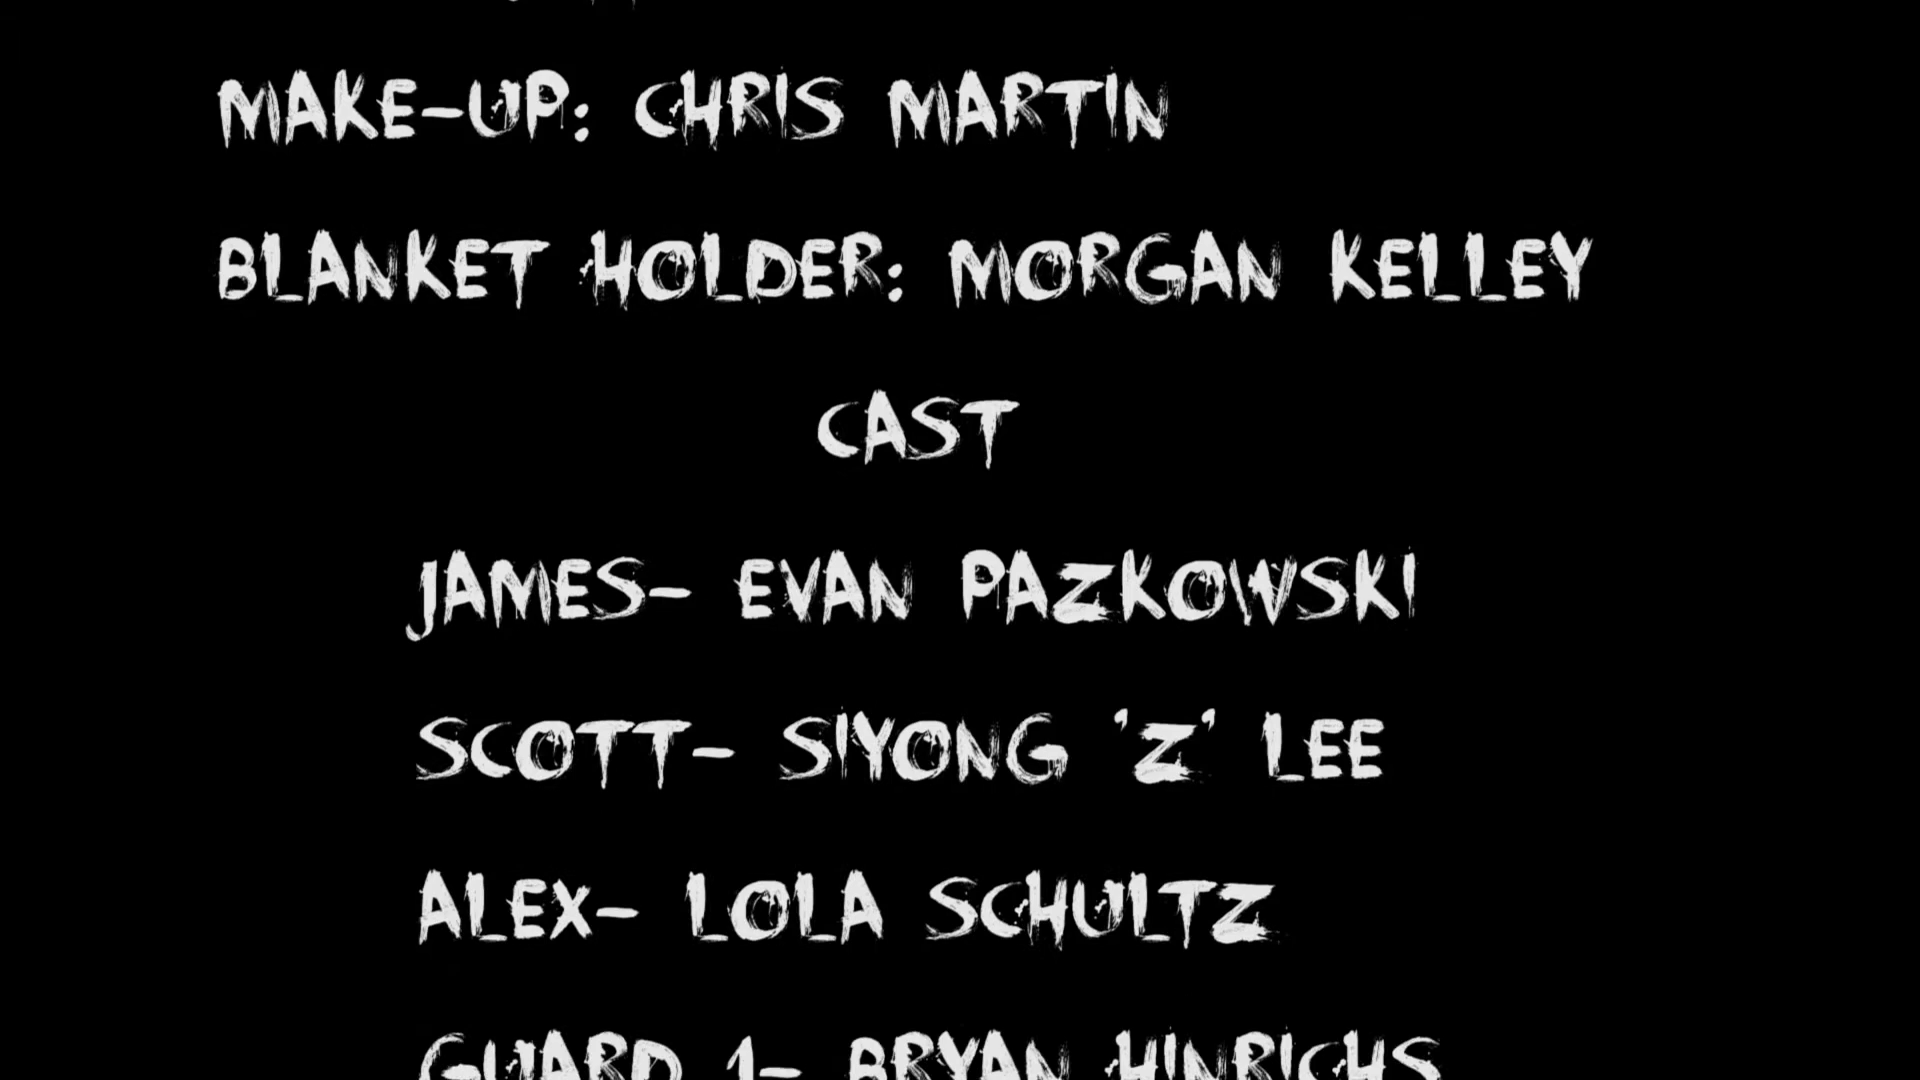 MAKE-UP: CHRIS MARTIN
BLANKET HOLDER: MORGAN KELLEY
CAST
JAMES- EVAN PAZKOWSKI
SCOTT- SIYONG 'Z' LEE
ALEX- LOLA SCHULTZ
GUARD 1- BRYAN HINRICHS